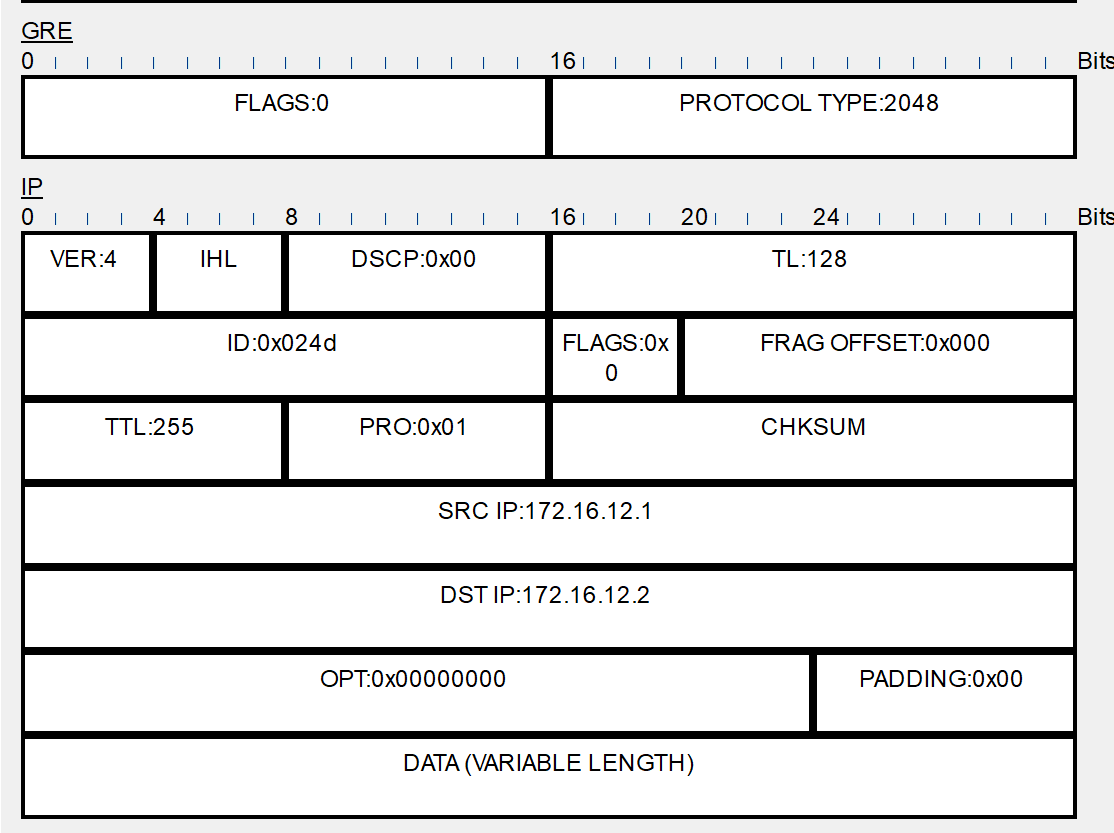 GRE
0 16 Bits
FLAGS:0 PROTOCOL TYPE:2048
IP
0 4 8 16 20 24 Bits
VER:4 IHL DSCP:0x00 TL:128
ID:0x024d FLAGS:0x FRAG OFFSET:0x000
0
TTL:255 PRO:0x01 CHKSUM
SRC IP:172.16.12.1
DST IP:172.16.12.2
OPT:0x00000000 PADDING:0x00
DATA (VARIABLE LENGTH)